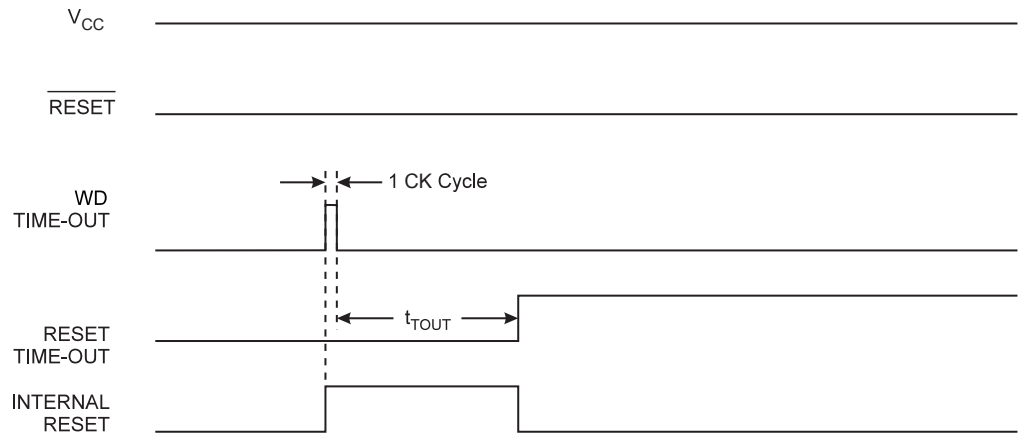 VCC
RESET
1 CK Cycle
WD
TIME-OUT
tTOUT
RESET
TIME-OUT
INTERNAL
RESET